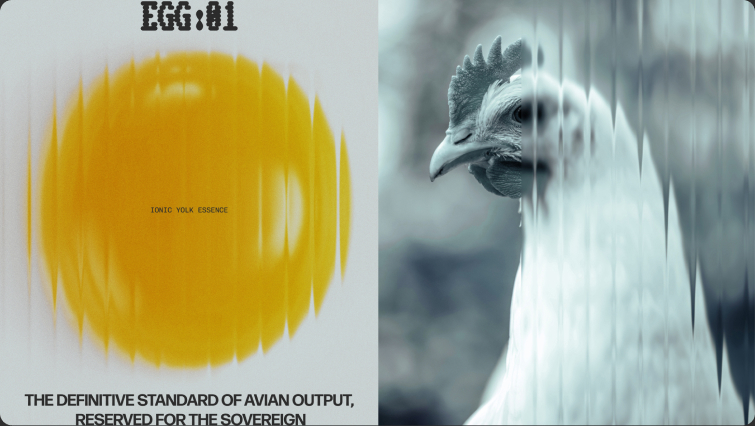 EGG:01
IONIC YOLK ESSENCE
THE DEFINITIVE STANDARD OF AVIAN OUTPUT,
RESERVED FOR THE SOVEREIGN